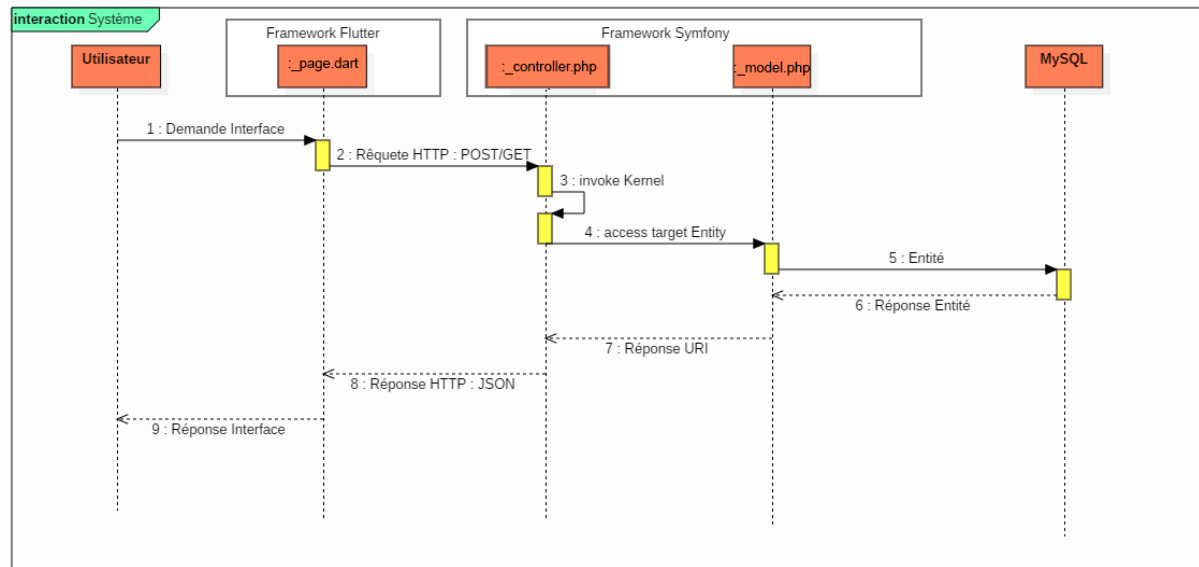 interaction Système
Framework Flutter
Framework Symfony
Utilisateur
:_page.dart
:_controller.php
:_model.php
MySQL
1 : Demande Interface
2 : Rêquete HTTP : POST/GET
3 : invoke Kernel
4 : access target Entity
5 : Entité
6 : Réponse Entité
7 : Réponse URI
8 : Réponse HTTP : JSON
9 : Réponse Interface